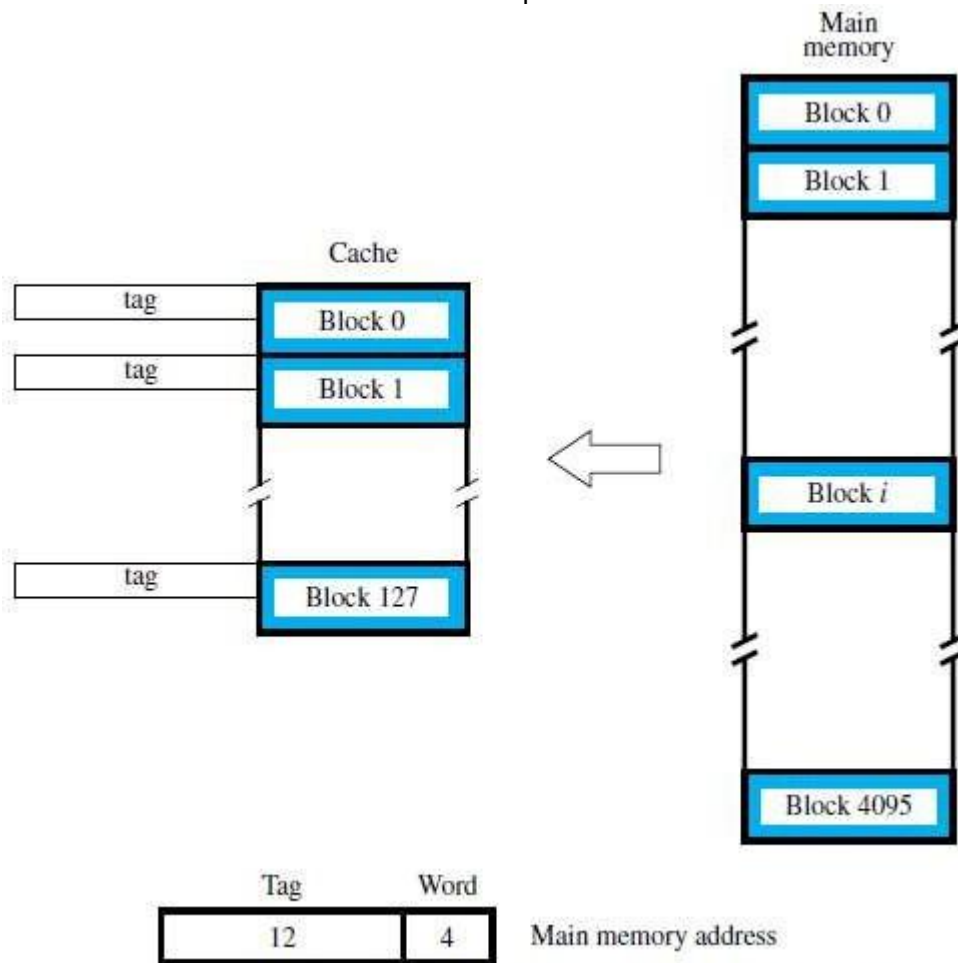 Main
memory
Block 0
Block 1
Cache
tag
Block 0
tag
Block 1
Block i
tag
Block 127
Block 4095
Tag Word
12 4 Main memory address